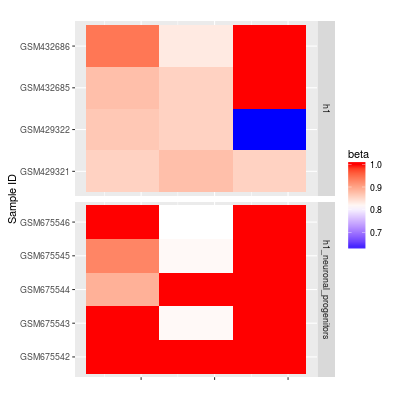 Sample ID
GSM432686
GSM432685
GSM429322
GSM429321
h1
GSM675546
GSM675545
GSM675544
GSM675543
GSM675542
h1_neuronal_progenitors
beta
1.0
0.9
0.8
0.7